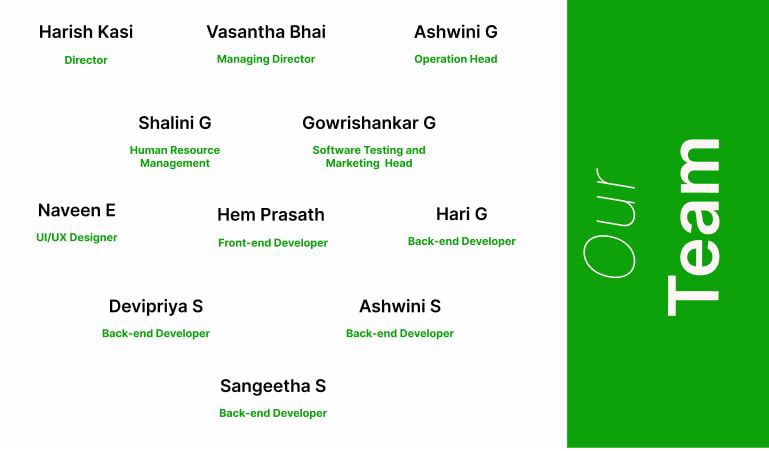 Harish Kasi
Director
Vasantha Bhai
Managing Director
Ashwini G
Operation Head
Shalini G
Human Resource
Management
Gowrishankar G
Software Testing and
Marketing Head
Naveen E
UI/UX Designer
Hem Prasath
Front-end Developer
Hari G
Back-end Developer
Devipriya S
Back-end Developer
Ashwini S
Back-end Developer
Sangeetha S
Back-end Developer
Our
Team